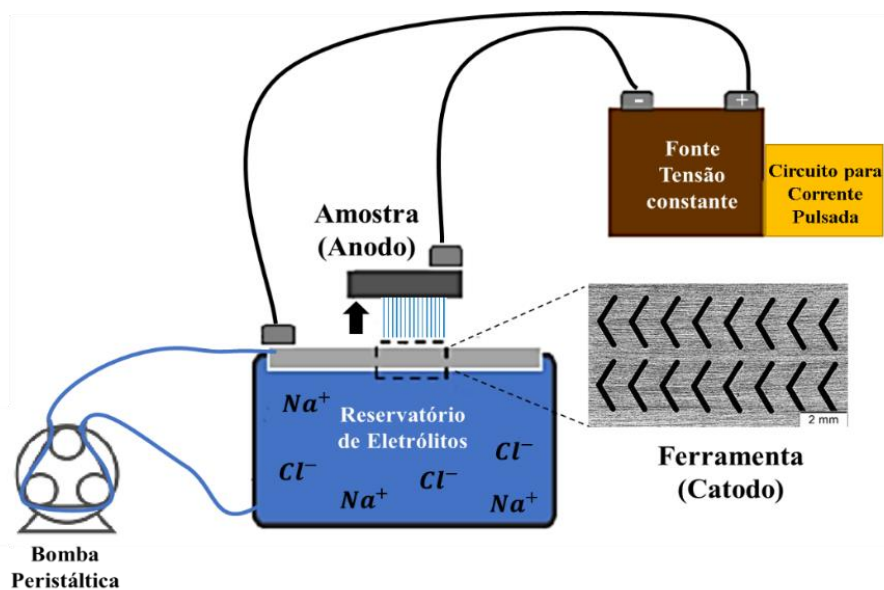 -
+
Fonte
Tensão
constante
Circuito para
Corrente
Pulsada
Amostra
(Anodo)
2 mm
Na⁺
Reservatório
de Eletrólitos
Cl⁻
Cl⁻
Cl⁻
Na⁺
Na⁺
Ferramenta
(Catodo)
Bomba
Peristáltica